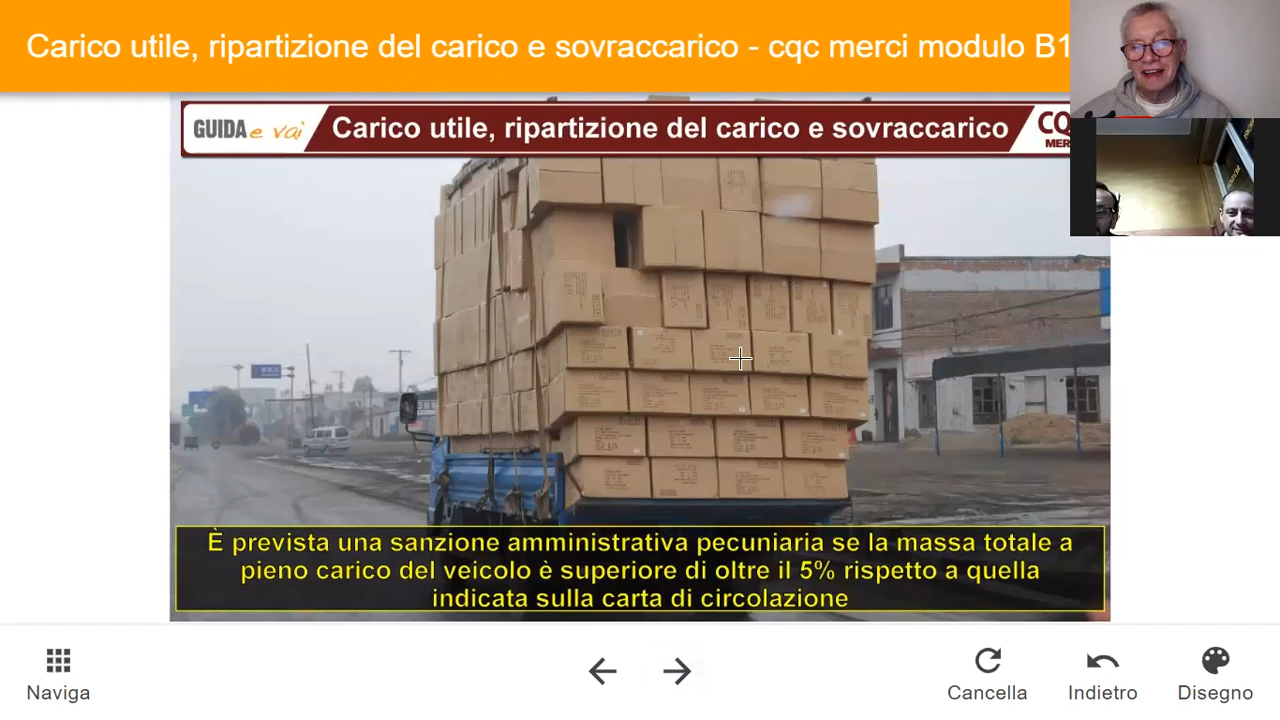 Carico utile, ripartizione del carico e sovraccarico - cqc merci modulo B1
GUIDA e vai
Carico utile, ripartizione del carico e sovraccarico
CQ
MER
È prevista una sanzione amministrativa pecuniaria se la massa totale a
pieno carico del veicolo è superiore di oltre il 5% rispetto a quella
indicata sulla carta di circolazione
Naviga
Cancella
Indietro
Disegno